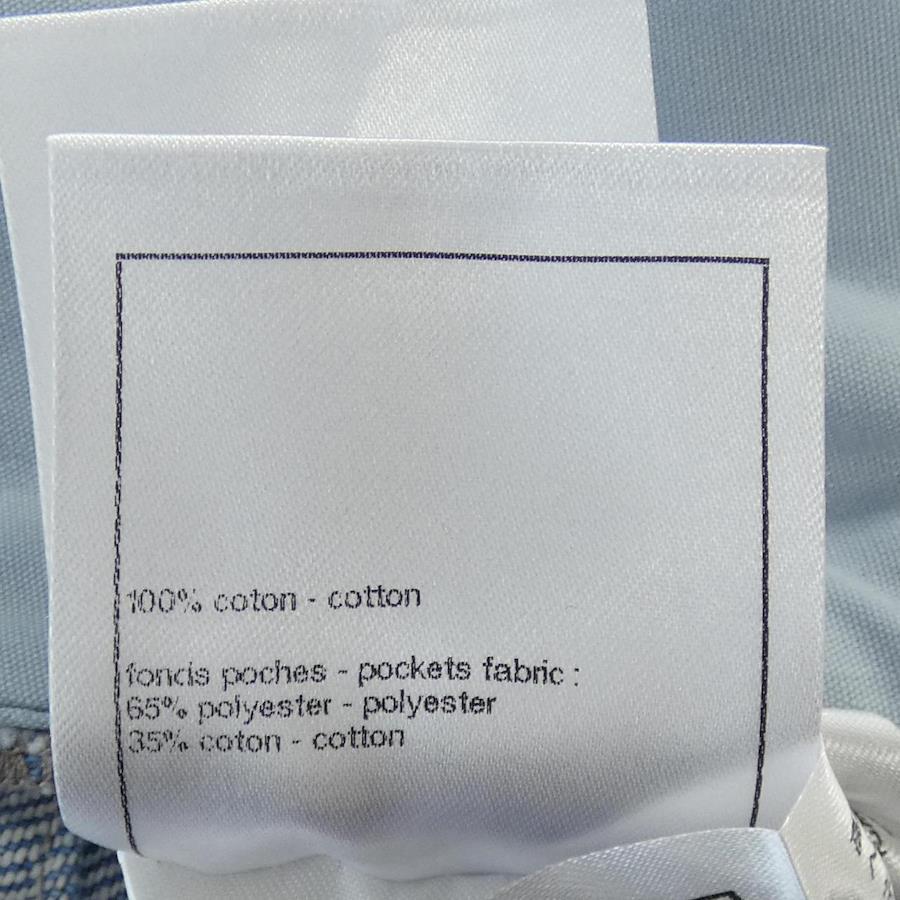 100% coton - cotton
fonds poches - pockets fabric :
65% polyester - polyester
35% coton - cotton